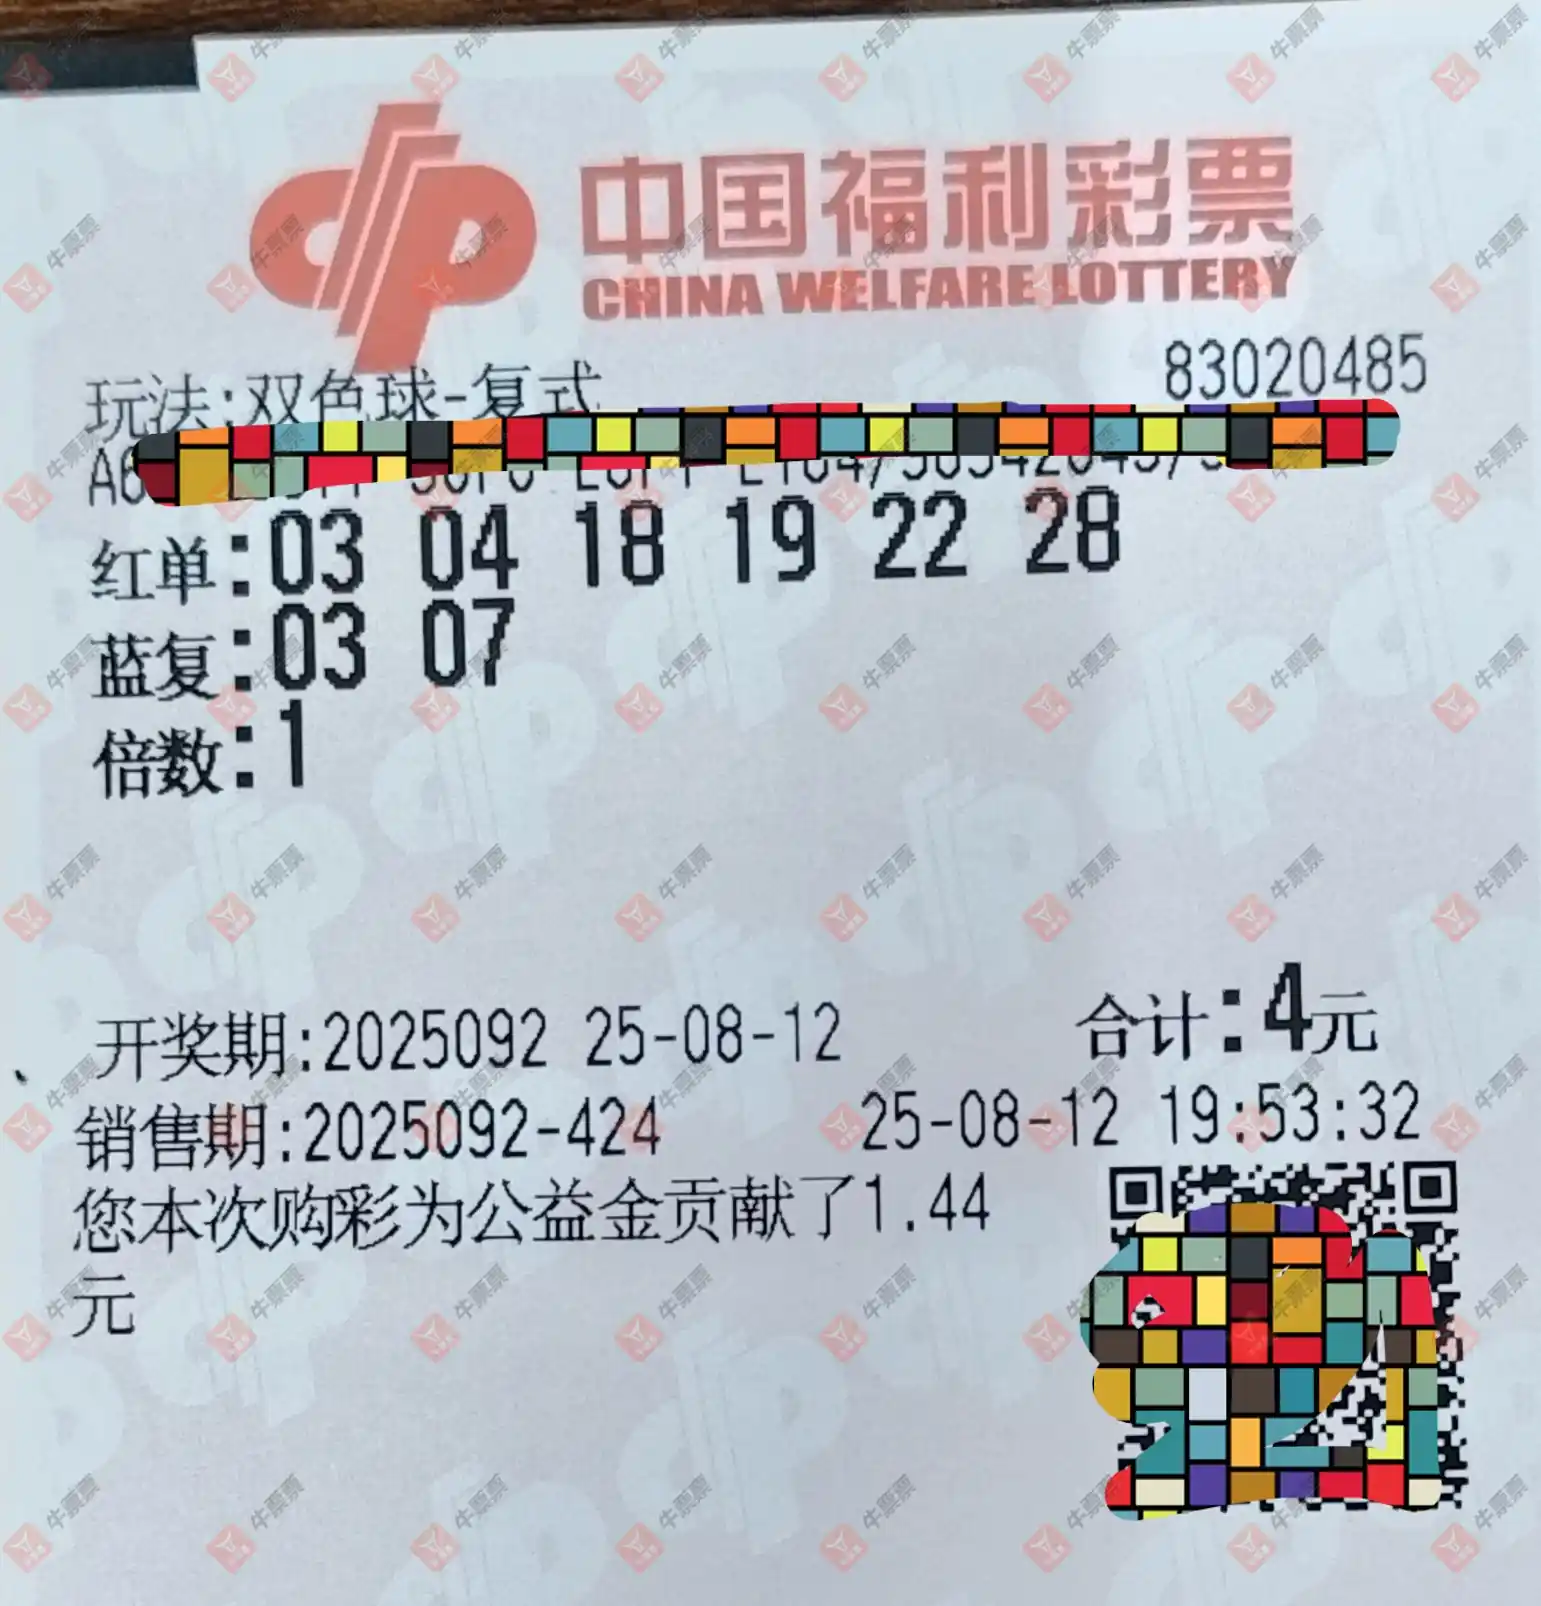 中国福利彩票
CHINA WELFARE LOTTERY
83020485
玩法:双色球-复式
红单:03 04 18 19 22 28
蓝复:03 07
倍数:1
开奖期:2025092 25-08-12 合计:4元
销售期:2025092-424 25-08-12 19:53:32
您本次购彩为公益金贡献了1.44
元
牛票票